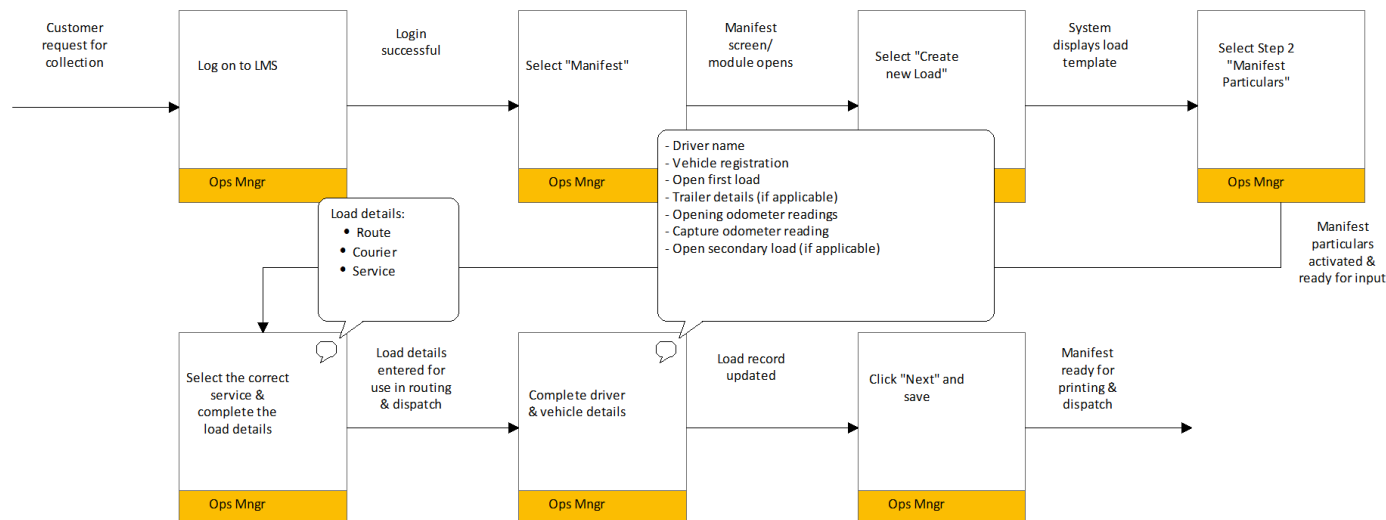 Customer
request for
collection
Log on to LMS
Ops Mngr
Login
successful
Select "Manifest"
Ops Mngr
Manifest
screen/
module opens
Select "Create
new Load"
System
displays load
template
Select Step 2
"Manifest
Particulars"
Ops Mngr
Manifest
particulars
activated &
ready for input
Load details:
• Route
• Courier
• Service
Select the correct
service &
complete the
load details
Ops Mngr
Load details
entered for
use in routing
& dispatch
- Driver name
- Vehicle registration
- Open first load
- Trailer details (if applicable)
- Opening odometer readings
- Capture odometer reading
- Open secondary load (if applicable)
Complete driver
& vehicle details
Ops Mngr
Load record
updated
Click "Next" and
save
Ops Mngr
Manifest
ready for
printing &
dispatch